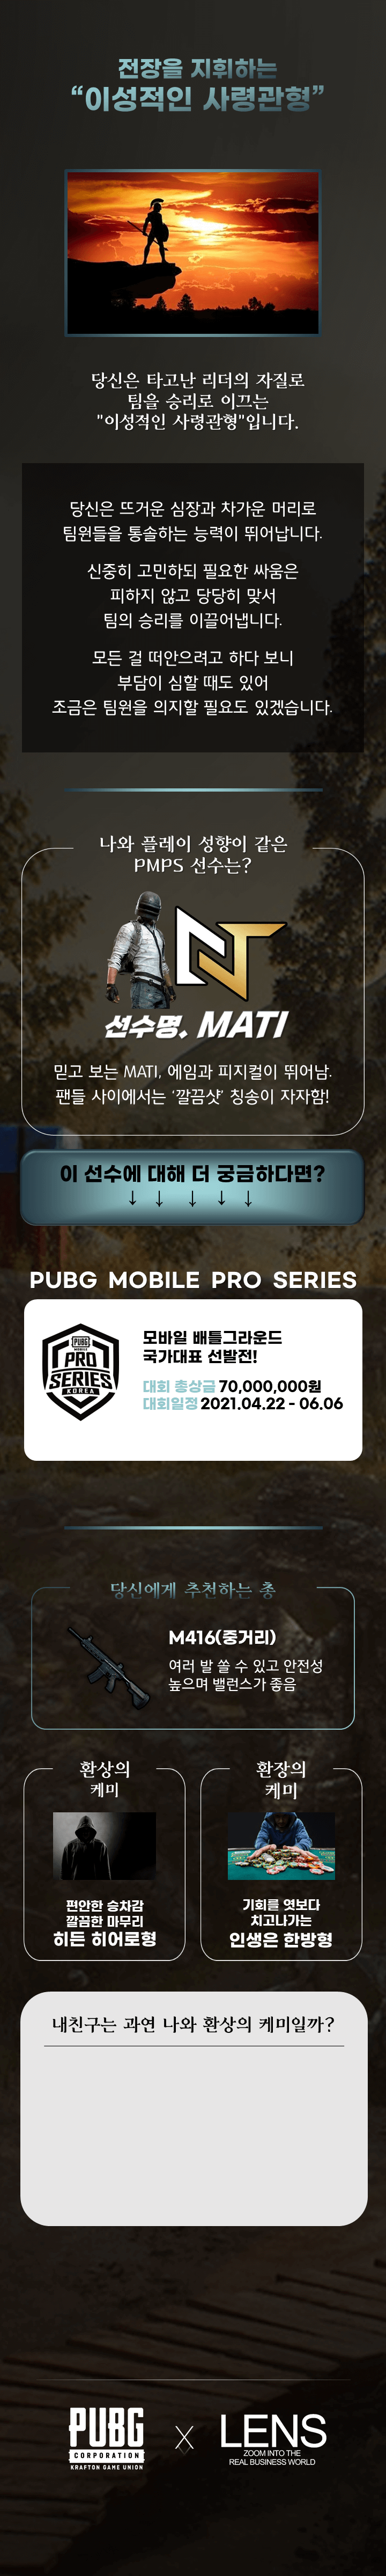 전장을 지휘하는
“이성적인 사령관형”
당신은 타고난 리더의 자질로
팀을 승리로 이끄는
"이성적인 사령관형"입니다.
당신은 뜨거운 심장과 차가운 머리로
팀원들을 통솔하는 능력이 뛰어납니다.
신중히 고민하되 필요한 싸움은
피하지 않고 당당히 맞서
팀의 승리를 이끌어냅니다.
모든 걸 떠안으려고 하다 보니
부담이 심할 때도 있어
조금은 팀원을 의지할 필요도 있겠습니다.
나와 플레이 성향이 같은
PMPS 선수는?
선수명. MATI
믿고 보는 MATI, 에임과 피지컬이 뛰어남.
팬들 사이에서는 ‘깔끔샷’ 칭송이 자자함!
이 선수에 대해 더 궁금하다면?
↓ ↓ ↓ ↓ ↓
PUBG MOBILE PRO SERIES
PUBG
MOBILE
PRO
SERIES
KOREA
모바일 배틀그라운드
국가대표 선발전!
대회 총상금 70,000,000원
대회일정 2021.04.22 - 06.06
당신에게 추천하는 총
M416(중거리)
여러 발 쏠 수 있고 안전성
높으며 밸런스가 좋음
환상의
케미
편안한 승차감
깔끔한 마무리
히든 히어로형
환장의
케미
기회를 엿보다
치고나가는
인생은 한방형
내친구는 과연 나와 환상의 케미일까?
PUBG
CORPORATION
KRAFTON GAME UNION
X
LENS
ZOOM INTO THE
REAL BUSINESS WORLD